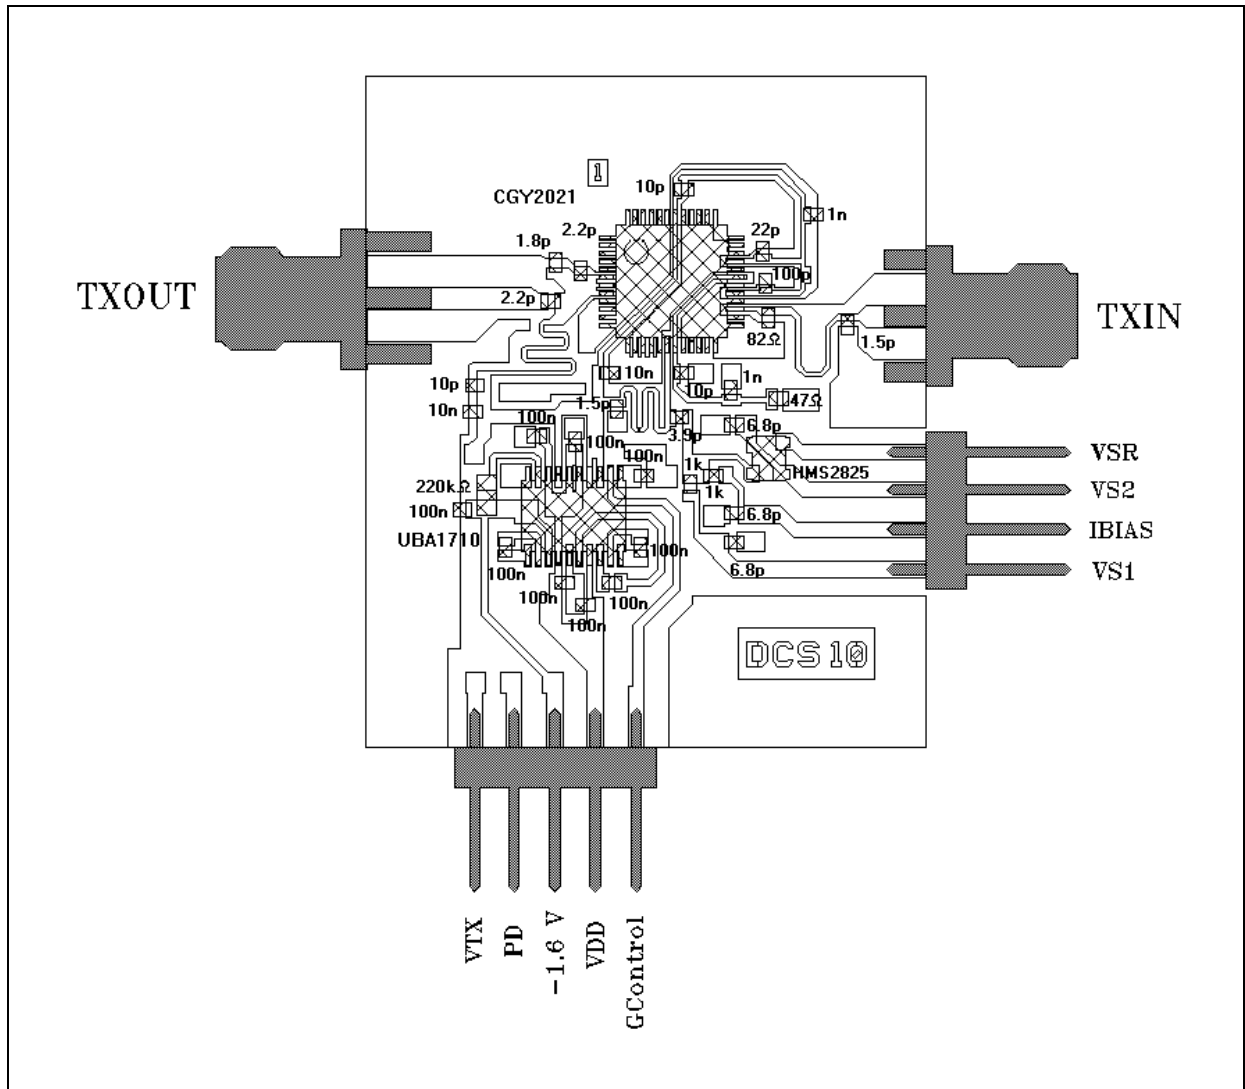 1
10p
CGY2021
1n
2.2p
22p
1.8p
100p
TXOUT
2.2p
TXIN
82Ω
1.5p
10p
10n
1n
10p
47Ω
10n
1.5p
100n
3.9p
6.8p
100n
VSR
100n
1k
HMS2825
220kΩ
1k
VS2
100n
6.8p
IBIAS
UBA1710
100n
100n
6.8p
VS1
100n
100n
100n
DCS10
VTX
PD
-1.6 V
VDD
GControl